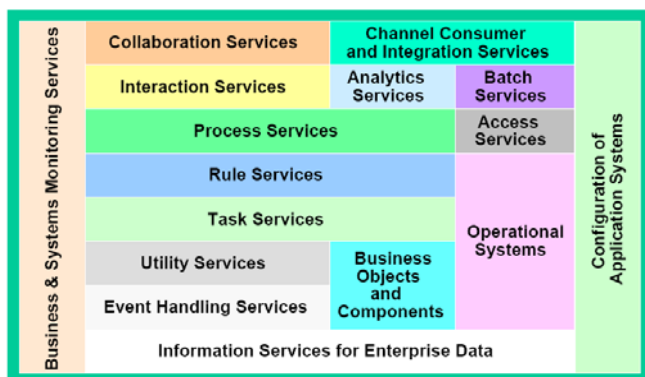 Business & Systems Monitoring Services
Collaboration Services
Channel Consumer
and Integration Services
Interaction Services
Analytics
Services
Batch
Services
Process Services
Access
Services
Rule Services
Task Services
Operational
Systems
Utility Services
Business
Objects
and
Components
Event Handling Services
Information Services for Enterprise Data
Configuration of
Application Systems